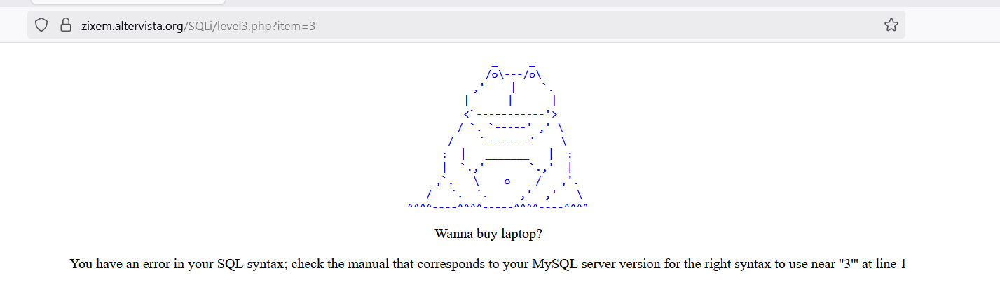 zixem.altervista.org/SQLi/level3.php?item=3'
Wanna buy laptop?
You have an error in your SQL syntax; check the manual that corresponds to your MySQL server version for the right syntax to use near ''3''' at line 1